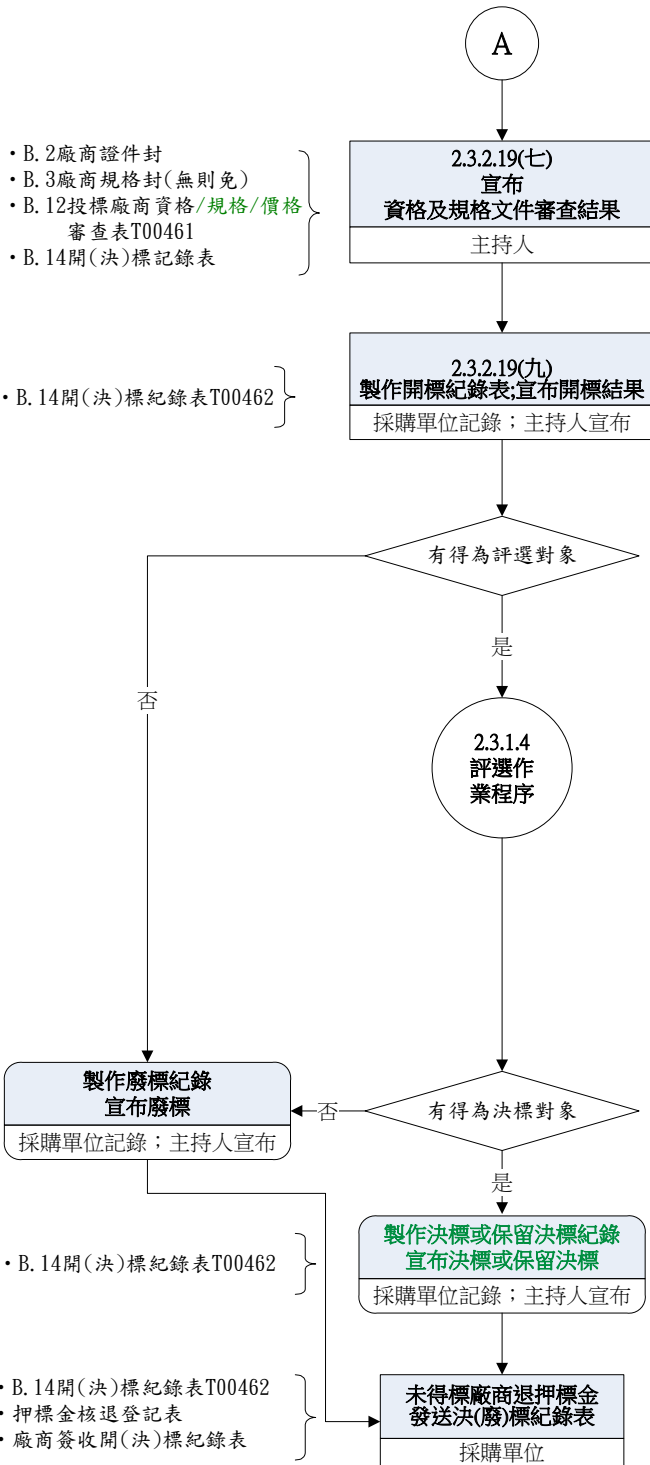 A
・B.2廠商證件封
・B.3廠商規格封(無則免)
・B.12投標廠商資格/規格/價格
審查表T00461
・B.14開(決)標記錄表
2.3.2.19(七)
宣布
資格及規格文件審查結果
主持人
・B.14開(決)標紀錄表T00462
2.3.2.19(九)
製作開標紀錄表;宣布開標結果
採購單位記錄；主持人宣布
有得為評選對象
是
否
2.3.1.4
評選作
業程序
製作廢標紀錄
宣布廢標
採購單位記錄；主持人宣布
否
有得為決標對象
是
・B.14開(決)標紀錄表T00462
製作決標或保留決標紀錄
宣布決標或保留決標
採購單位記錄；主持人宣布
・B.14開(決)標紀錄表T00462
・押標金核退登記表
・廠商簽收開(決)標紀錄表
未得標廠商退押標金
發送決(廢)標紀錄表
採購單位